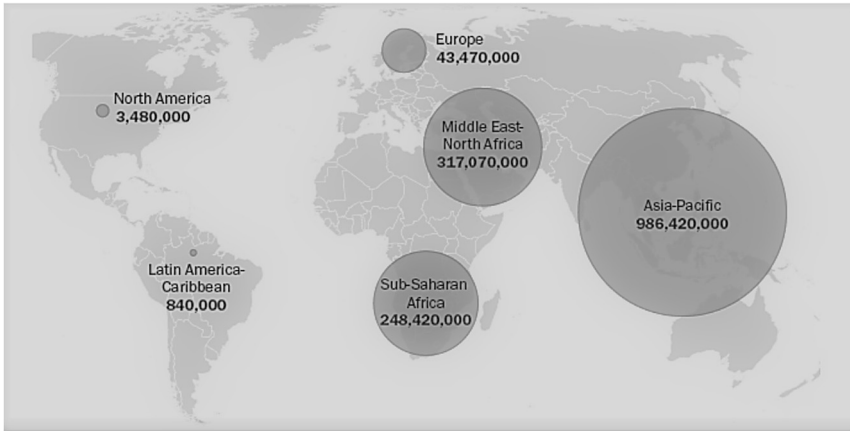 Europe
43,470,000
North America
3,480,000
Middle East-
North Africa
317,070,000
Asia-Pacific
986,420,000
Latin America-
Caribbean
840,000
Sub-Saharan
Africa
248,420,000